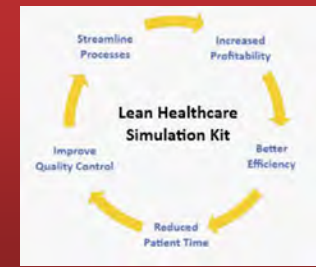 Streamline
Processes
Increased
Profitability
Lean Healthcare
Simulation Kit
Better
Efficiency
Reduced
Patient Time
Improve
Quality Control